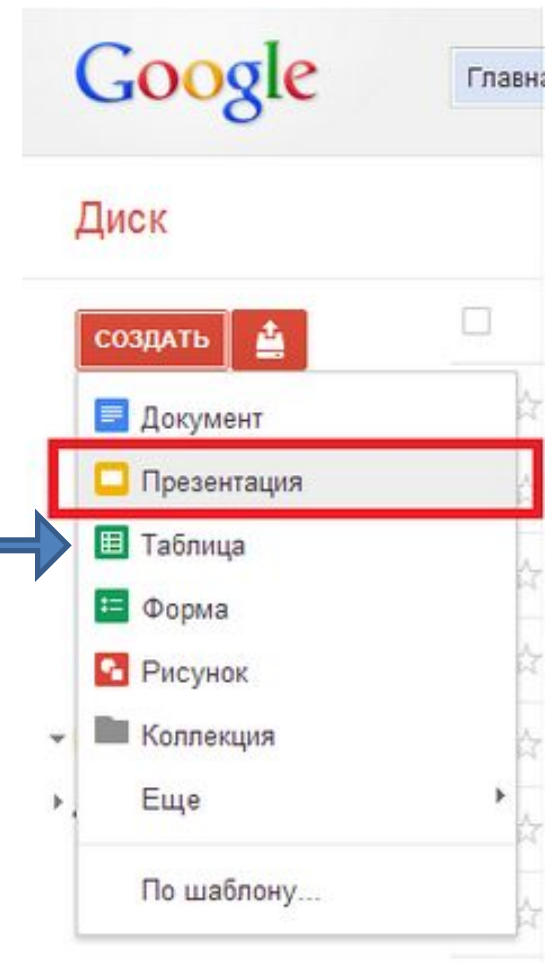 Google
Главна
Диск
СОЗДАТЬ
Документ
Презентация
Таблица
Форма
Рисунок
Коллекция
Еще
По шаблону...